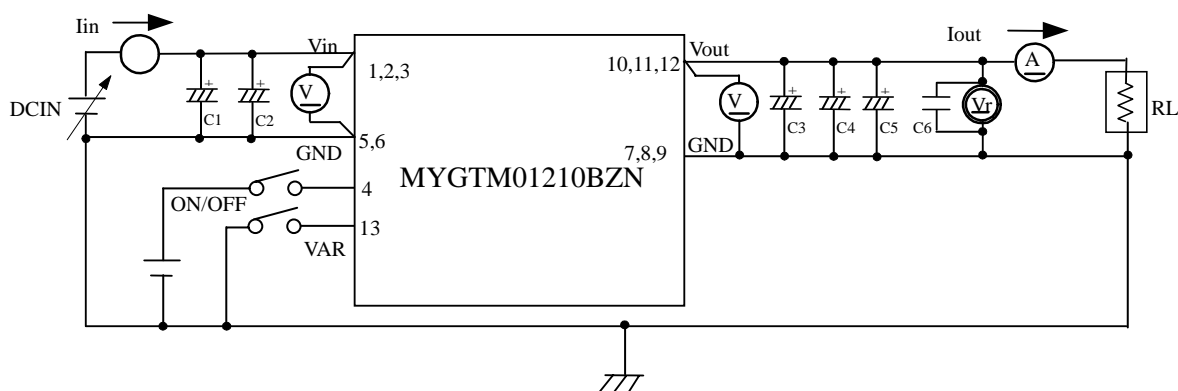 Iin
Iout
Vin
Vout
1,2,3
10,11,12
A
DCIN
V
V
Vr
C1
C2
C3
C4
C5
C6
RL
5,6
GND
GND
7,8,9
MYGTM01210BZN
4
ON/OFF
13
VAR
+
+
+
+
+